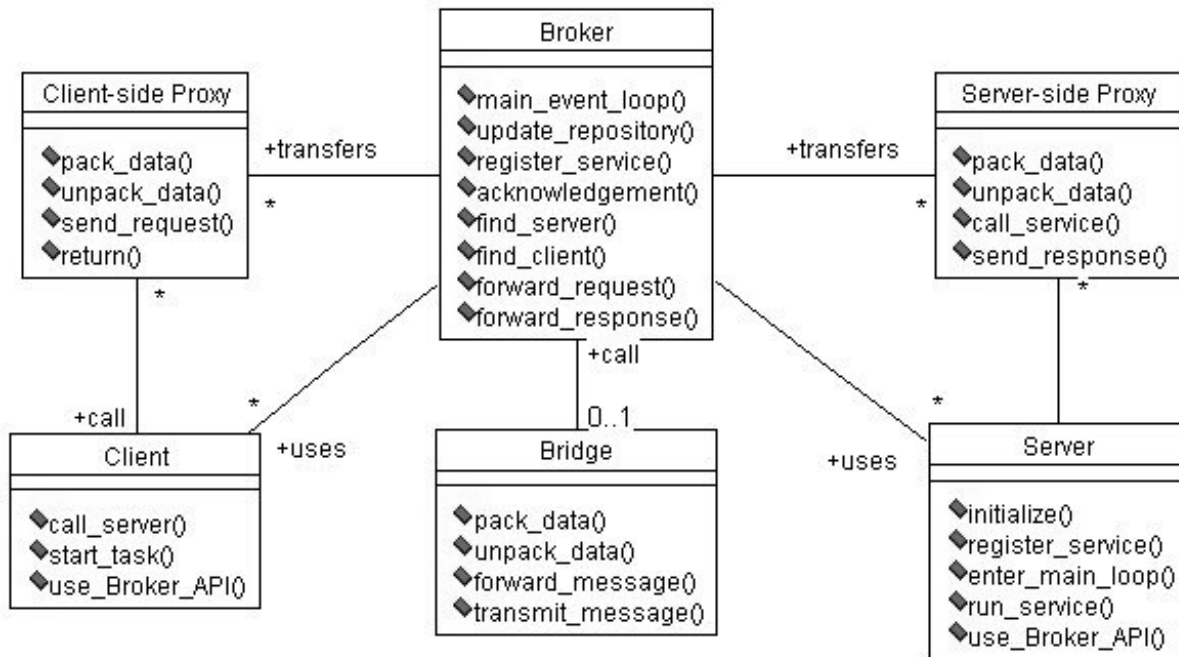 Broker
main_event_loop()
update_repository()
register_service()
acknowledgement()
find_server()
find_client()
forward_request()
forward_response()
Client-side Proxy
pack_data()
unpack_data()
send_request()
return()
+transfers
*
+transfers
*
Server-side Proxy
pack_data()
unpack_data()
call_service()
send_response()
*
+call
*
+uses
+call
0..1
*
+uses
*
Client
call_server()
start_task()
use_Broker_API()
Bridge
pack_data()
unpack_data()
forward_message()
transmit_message()
Server
initialize()
register_service()
enter_main_loop()
run_service()
use_Broker_API()